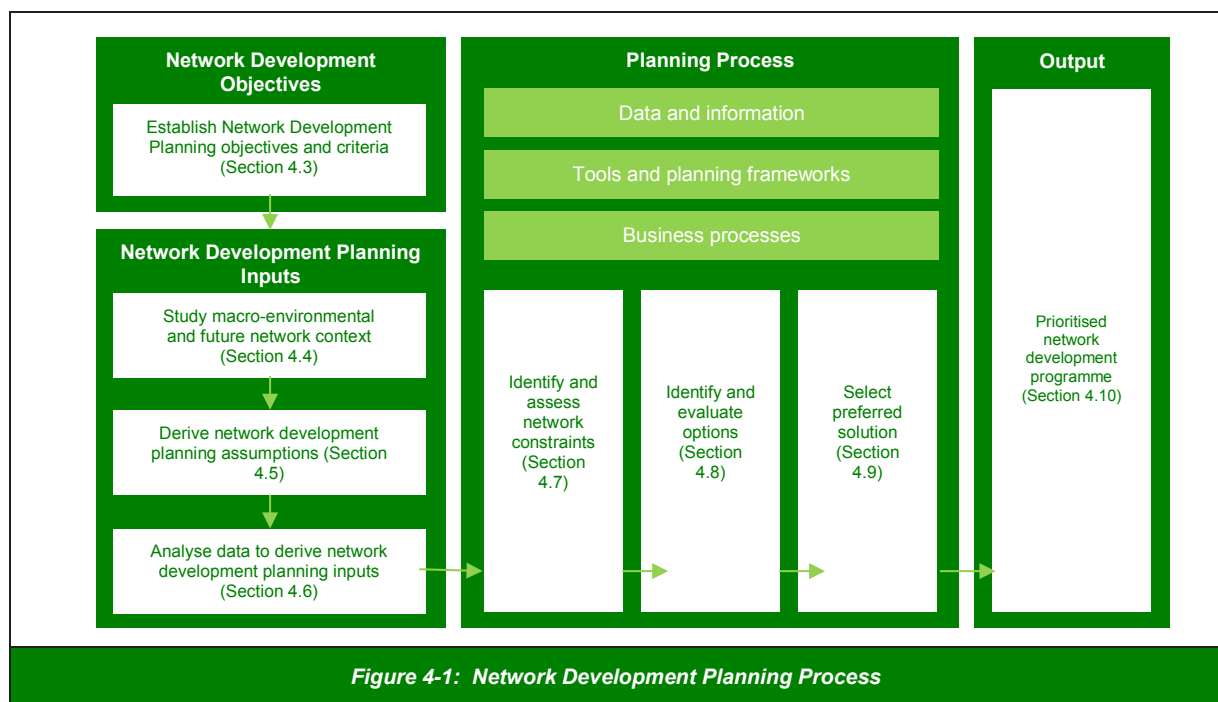 Network Development
Objectives
Establish Network Development
Planning objectives and criteria
(Section 4.3)
Network Development Planning
Inputs
Study macro-environmental
and future network context
(Section 4.4)
Derive network development
planning assumptions (Section
4.5)
Analyse data to derive network
development planning inputs
(Section 4.6)
Planning Process
Data and information
Tools and planning frameworks
Business processes
Identify and
assess
network
constraints
(Section
4.7)
Identify and
evaluate
options
(Section
4.8)
Select
preferred
solution
(Section
4.9)
Output
Prioritised
network
development
programme
(Section 4.10)
Figure 4-1: Network Development Planning Process